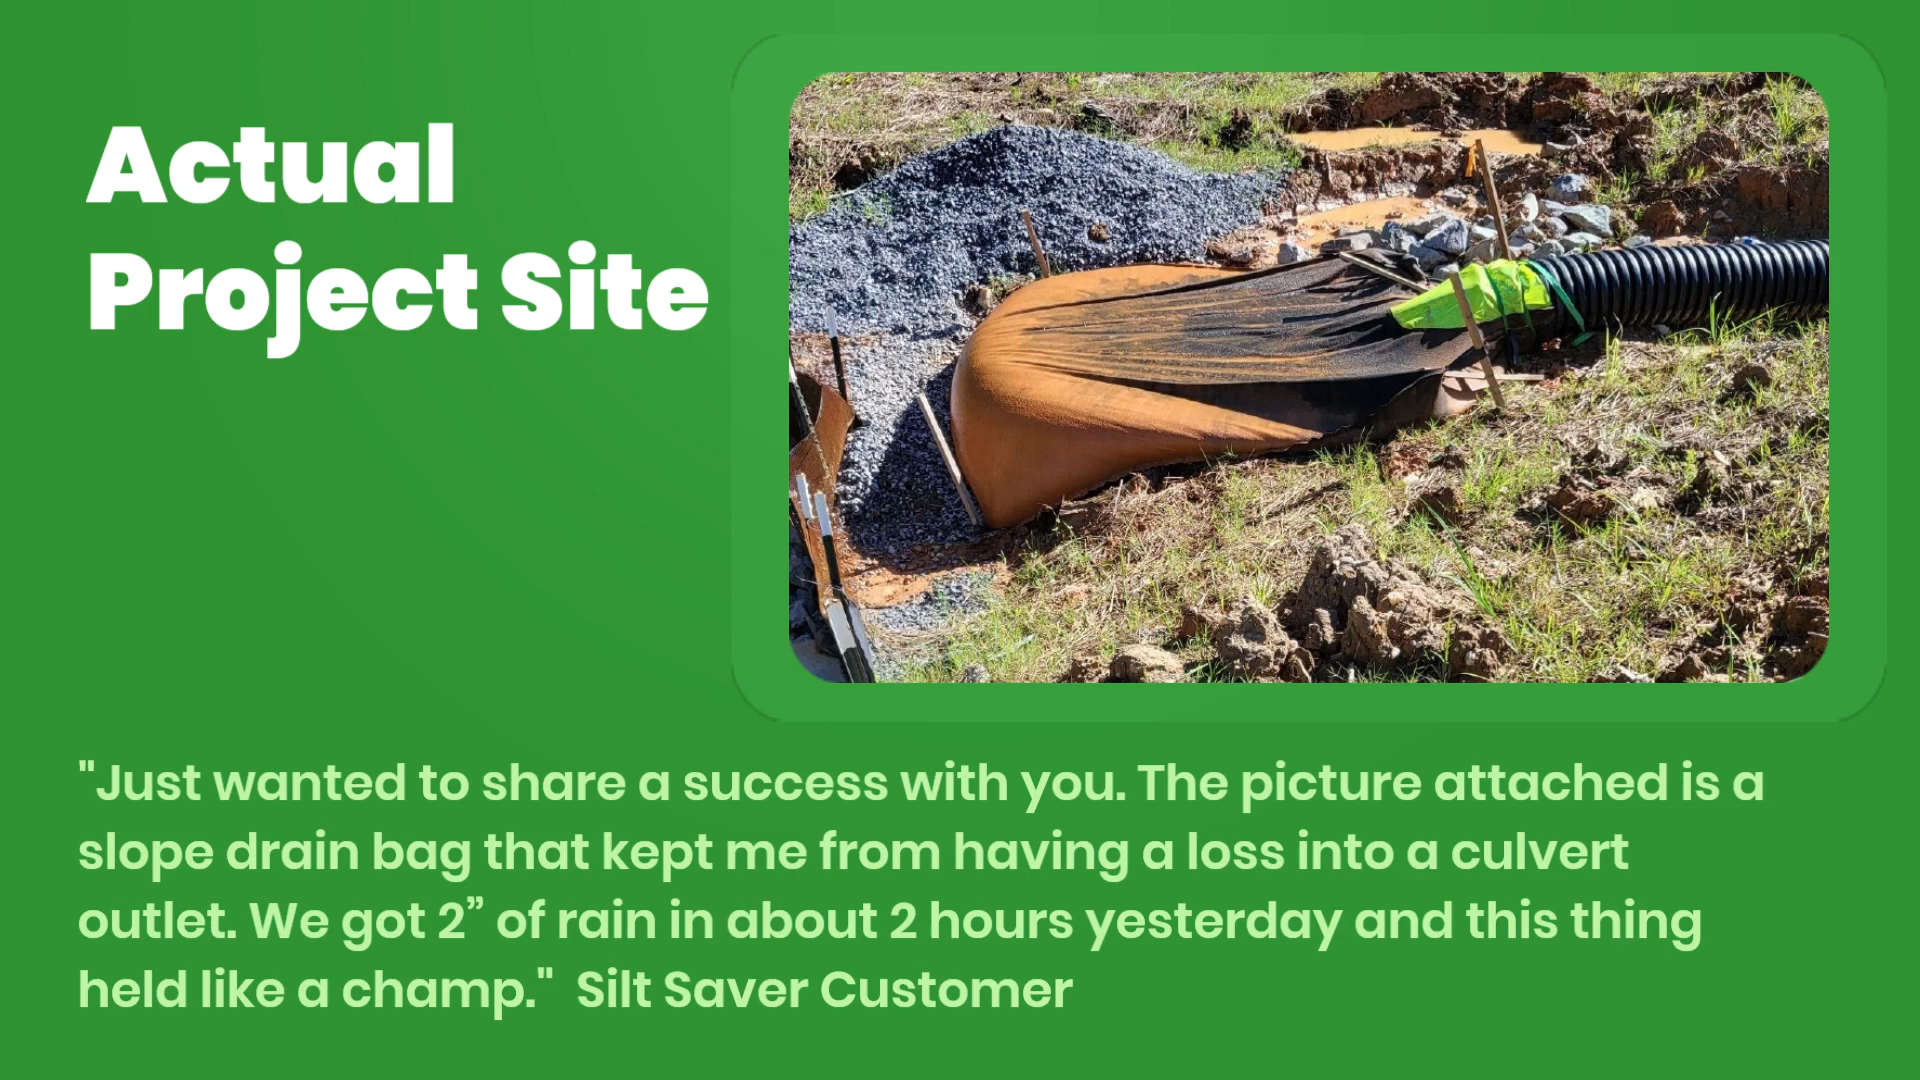 Actual
Project Site
"Just wanted to share a success with you. The picture attached is a
slope drain bag that kept me from having a loss into a culvert
outlet. We got 2” of rain in about 2 hours yesterday and this thing
held like a champ."  Silt Saver Customer